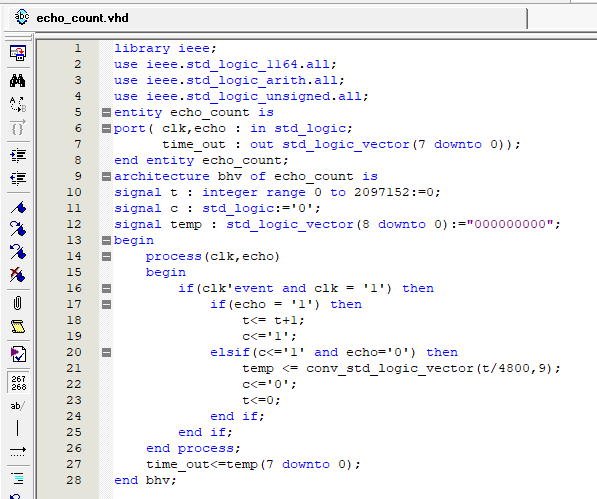 abc echo_count.vhd
1 library ieee;
2 use ieee.std_logic_1164.all;
3 use ieee.std_logic_arith.all;
4 use ieee.std_logic_unsigned.all;
5 entity echo_count is
6 port( clk,echo : in std_logic;
7 time_out : out std_logic_vector(7 downto 0));
8 end entity echo_count;
9 architecture bhv of echo_count is
10 signal t : integer range 0 to 2097152:=0;
11 signal c : std_logic:='0';
12 signal temp : std_logic_vector(8 downto 0):="000000000";
13 begin
14 process(clk,echo)
15 begin
16 if(clk'event and clk = '1') then
17 if(echo = '1') then
18 t<= t+1;
19 c<='1';
20 elsif(c<='1' and echo='0') then
21 temp <= conv_std_logic_vector(t/4800,9);
22 c<='0';
23 t<=0;
24 end if;
25 end if;
26 end process;
27 time_out<=temp(7 downto 0);
28 end bhv;
267
268
ab/